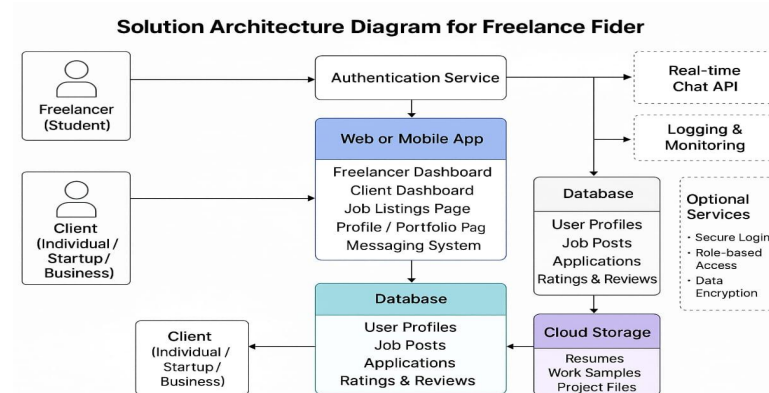 Solution Architecture Diagram for Freelance Fider
Freelancer
(Student)
Authentication Service
Real-time
Chat API
Logging &
Monitoring
Web or Mobile App
Freelancer Dashboard
Client Dashboard
Job Listings Page
Profile / Portfolio Pag
Messaging System
Client
(Individual /
Startup /
Business)
Database
User Profiles
Job Posts
Applications
Ratings & Reviews
Optional
Services
· Secure Login
· Role-based
Access
· Data
Encryption
Database
User Profiles
Job Posts
Applications
Ratings & Reviews
Cloud Storage
Resumes
Work Samples
Project Files
Client
(Individual /
Startup /
Business)